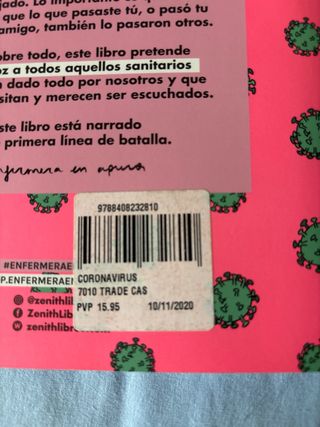 jado. Lo importante es
que lo que pasaste tú, o pasó tu
amigo, también lo pasaron otros.
obre todo, este libro pretende
oz a todos aquellos sanitarios
n dado todo por nosotros y que
sitan y merecen ser escuchados.
ste libro está narrado
primera línea de batalla.
enfermera en apuros
9788408232810
#ENFERMERAEN
P.ENFERMERAEN
CORONAVIRUS
7010 TRADE CAS
PVP 15.95 10/11/2020
@zenithlib
ZenithLib
zenithlibr